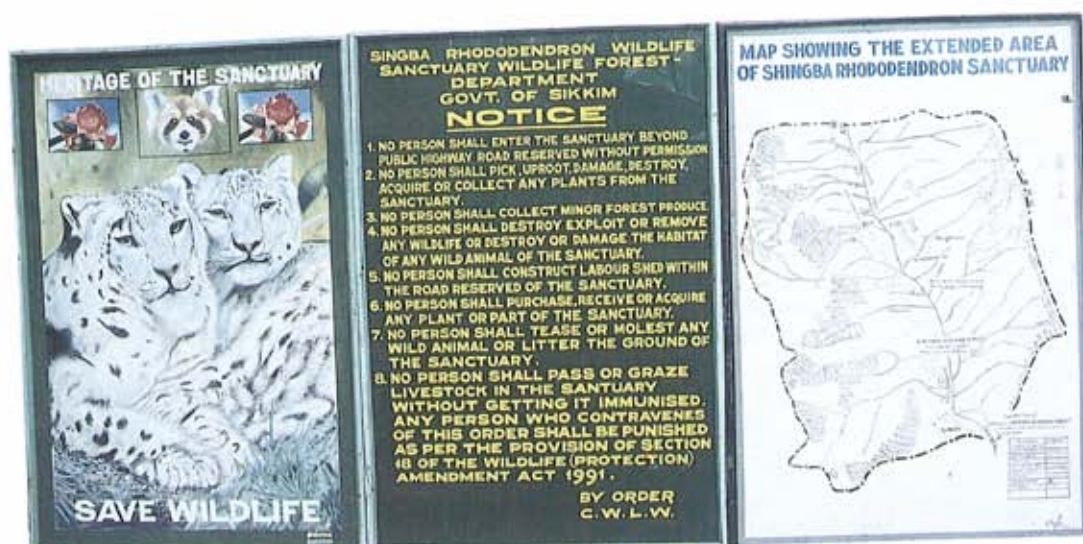 HERITAGE OF THE SANCTUARY
SAVE WILDLIFE
SINGBA RHODODENDRON WILDLIFE
SANCTUARY WILDLIFE FOREST-
DEPARTMENT
GOVT. OF SIKKIM
NOTICE
1. NO PERSON SHALL ENTER THE SANCTUARY BEYOND
PUBLIC HIGHWAY ROAD RESERVED WITHOUT PERMISSION
2. NO PERSON SHALL PICK, UPROOT, DAMAGE, DESTROY,
ACQUIRE OR COLLECT ANY PLANTS FROM THE
SANCTUARY.
3. NO PERSON SHALL COLLECT MINOR FOREST PRODUCE
4. NO PERSON SHALL DESTROY EXPLOIT OR REMOVE
ANY WILDLIFE OR DESTROY OR DAMAGE THE HABITAT
OF ANY WILD ANIMAL OF THE SANCTUARY.
5. NO PERSON SHALL CONSTRUCT LABOUR SHED WITHIN
THE ROAD RESERVED OF THE SANCTUARY.
6. NO PERSON SHALL PURCHASE, RECEIVE OR ACQUIRE
ANY PLANT OR PART OF THE SANCTUARY.
7. NO PERSON SHALL TEASE OR MOLEST ANY
WILD ANIMAL OR LITTER THE GROUND OF
THE SANCTUARY.
8. NO PERSON SHALL PASS OR GRAZE
LIVESTOCK IN THE SANTUARY
WITHOUT GETTING IT IMMUNISED.
ANY PERSON WHO CONTRAVENES
OF THIS ORDER SHALL BE PUNISHED
AS PER THE PROVISION OF SECTION
18 OF THE WILDLIFE (PROTECTION)
AMENDMENT ACT 1991.
BY ORDER
C.W.L.W.
MAP SHOWING THE EXTENDED AREA
OF SHINGBA RHODODENDRON SANCTUARY